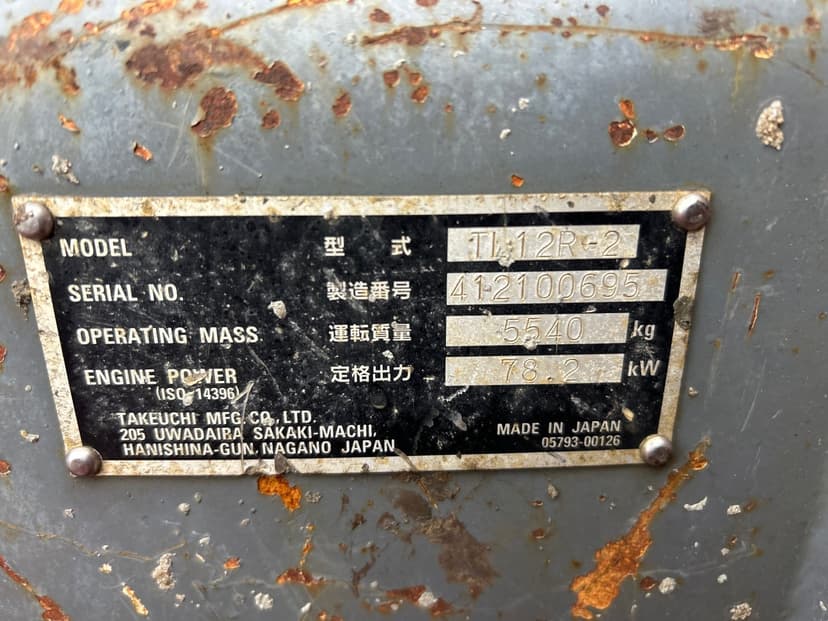 MODEL 型式 TL12R-2
SERIAL NO. 製造番号 412100695
OPERATING MASS 運転質量 5540 kg
ENGINE POWER 定格出力 78.2 kW
(ISO 14396)
TAKEUCHI MFG. CO., LTD.
205 UWADAIRA, SAKAKI-MACHI,
HANISHINA-GUN, NAGANO JAPAN
MADE IN JAPAN
05793-00126